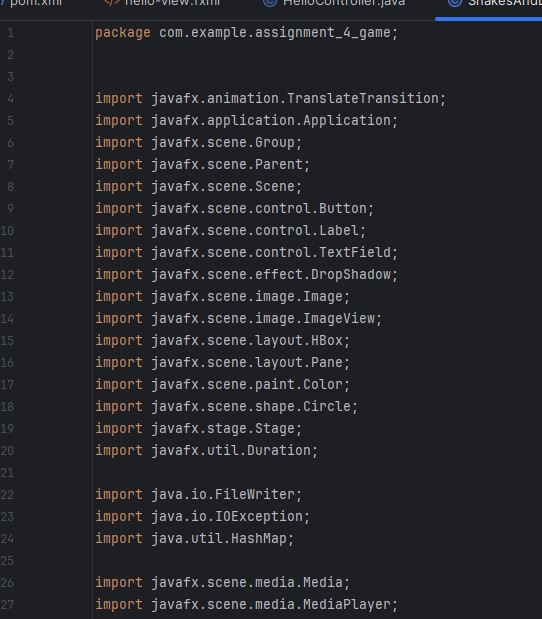 pom.xml hello-view.fxml HelloController.java
1 package com.example.assignment_4_game;
2
3
4 import javafx.animation.TranslateTransition;
5 import javafx.application.Application;
6 import javafx.scene.Group;
7 import javafx.scene.Parent;
8 import javafx.scene.Scene;
9 import javafx.scene.control.Button;
10 import javafx.scene.control.Label;
11 import javafx.scene.control.TextField;
12 import javafx.scene.effect.DropShadow;
13 import javafx.scene.image.Image;
14 import javafx.scene.image.ImageView;
15 import javafx.scene.layout.HBox;
16 import javafx.scene.layout.Pane;
17 import javafx.scene.paint.Color;
18 import javafx.scene.shape.Circle;
19 import javafx.stage.Stage;
20 import javafx.util.Duration;
21
22 import java.io.FileWriter;
23 import java.io.IOException;
24 import java.util.HashMap;
25
26 import javafx.scene.media.Media;
27 import javafx.scene.media.MediaPlayer;